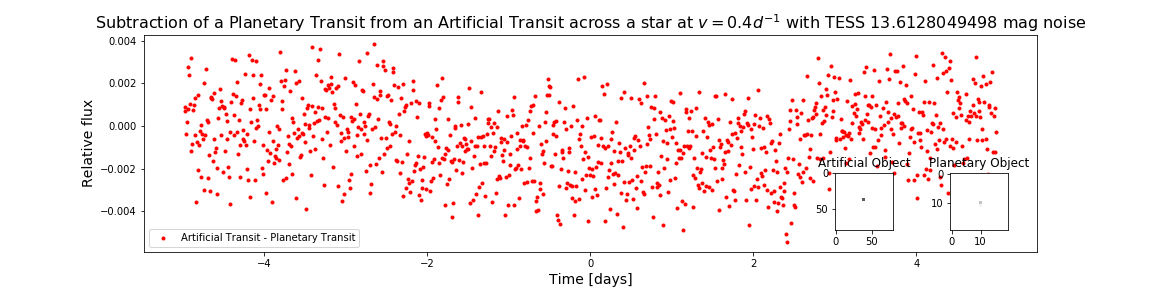 Subtraction of a Planetary Transit from an Artificial Transit across a star at v = 0.4d⁻¹ with TESS 13.6128049498 mag noise
0.004
0.002
0.000
−0.002
−0.004
Relative flux
Artificial Transit - Planetary Transit
Artificial Object
0
50
0 50
Planetary Object
0
10
0 10
−4 −2 0 2 4
Time [days]